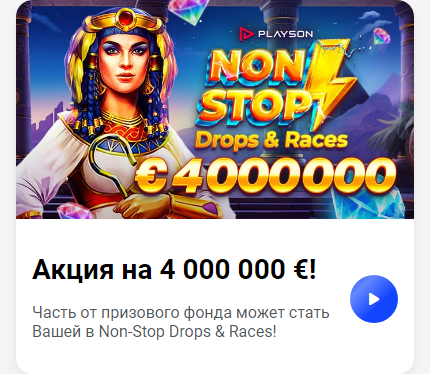 PLAYSON
NON
STOP
Drops & Races
€4000000
Акция на 4 000 000 €!
Часть от призового фонда может стать
Вашей в Non-Stop Drops & Races!